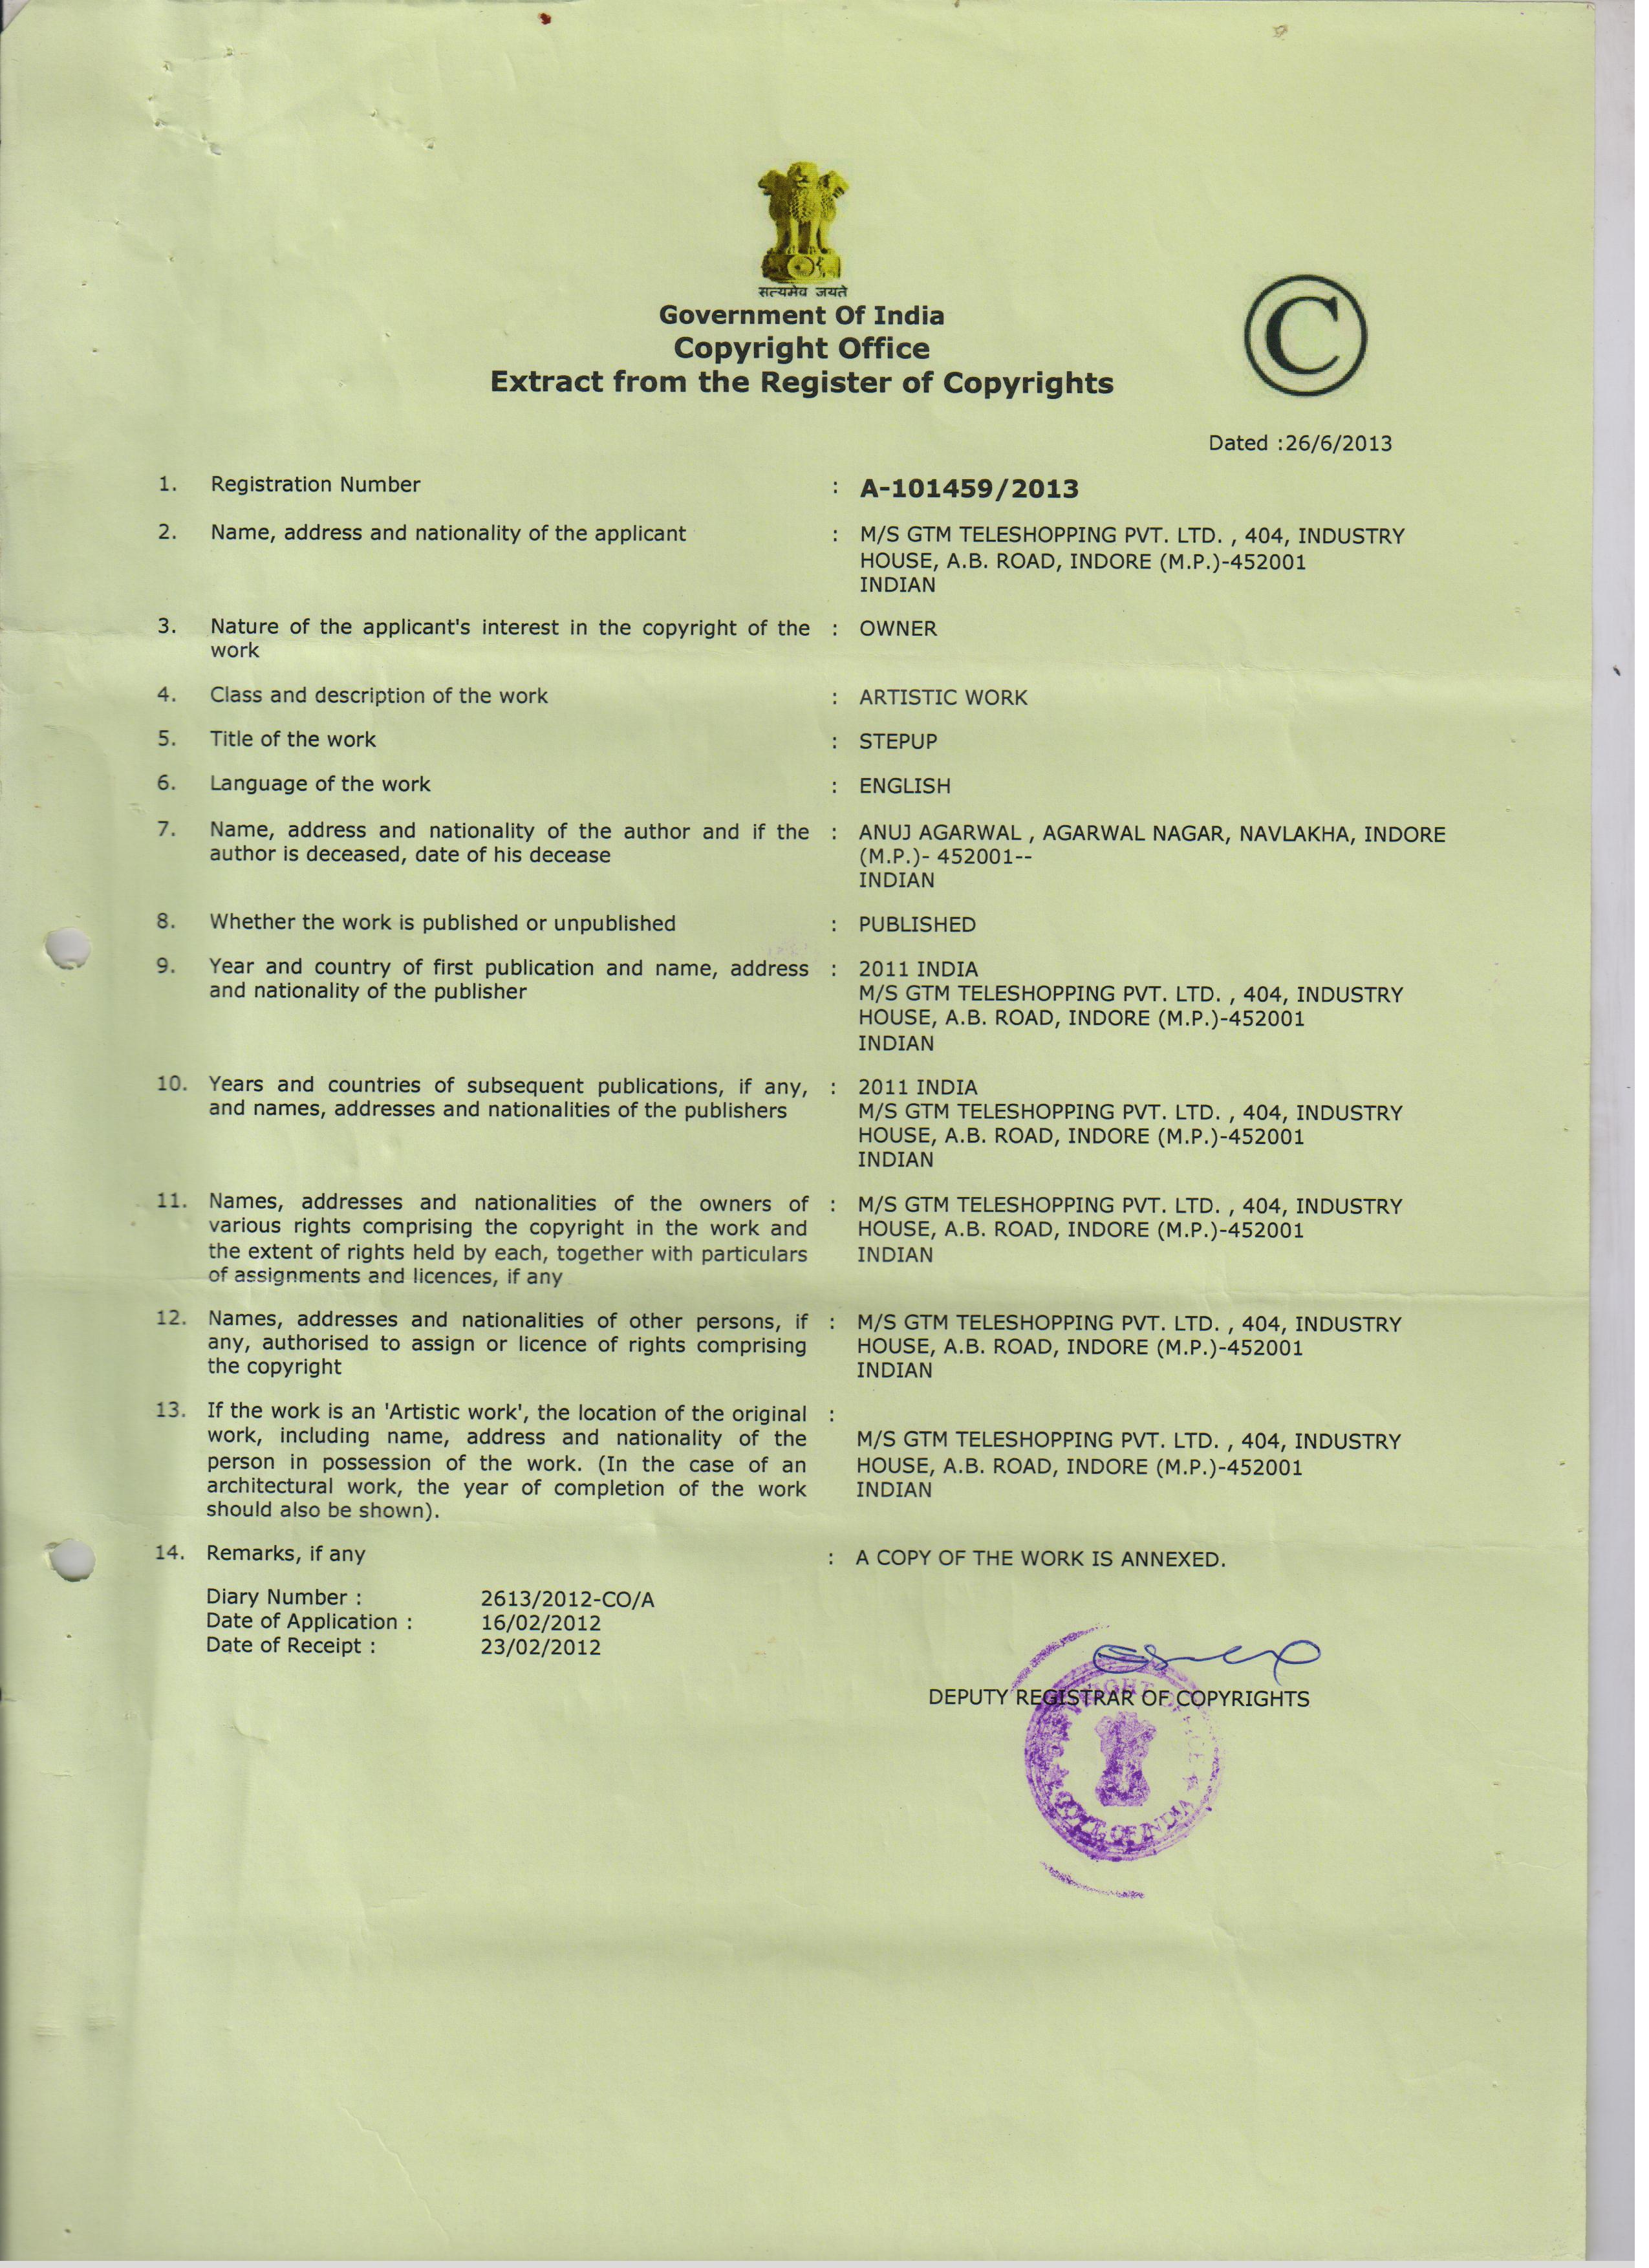 सत्यमेव जयते
Government Of India
Copyright Office
Extract from the Register of Copyrights
C
Dated :26/6/2013
1. Registration Number : A-101459/2013
2. Name, address and nationality of the applicant : M/S GTM TELESHOPPING PVT. LTD. , 404, INDUSTRY
HOUSE, A.B. ROAD, INDORE (M.P.)-452001
INDIAN
3. Nature of the applicant's interest in the copyright of the : OWNER
work
4. Class and description of the work : ARTISTIC WORK
5. Title of the work : STEPUP
6. Language of the work : ENGLISH
7. Name, address and nationality of the author and if the : ANUJ AGARWAL , AGARWAL NAGAR, NAVLAKHA, INDORE
author is deceased, date of his decease (M.P.)- 452001--
INDIAN
8. Whether the work is published or unpublished : PUBLISHED
9. Year and country of first publication and name, address : 2011 INDIA
and nationality of the publisher M/S GTM TELESHOPPING PVT. LTD. , 404, INDUSTRY
HOUSE, A.B. ROAD, INDORE (M.P.)-452001
INDIAN
10. Years and countries of subsequent publications, if any, : 2011 INDIA
and names, addresses and nationalities of the publishers M/S GTM TELESHOPPING PVT. LTD. , 404, INDUSTRY
HOUSE, A.B. ROAD, INDORE (M.P.)-452001
INDIAN
11. Names, addresses and nationalities of the owners of : M/S GTM TELESHOPPING PVT. LTD. , 404, INDUSTRY
various rights comprising the copyright in the work and HOUSE, A.B. ROAD, INDORE (M.P.)-452001
the extent of rights held by each, together with particulars INDIAN
of assignments and licences, if any
12. Names, addresses and nationalities of other persons, if : M/S GTM TELESHOPPING PVT. LTD. , 404, INDUSTRY
any, authorised to assign or licence of rights comprising HOUSE, A.B. ROAD, INDORE (M.P.)-452001
the copyright INDIAN
13. If the work is an 'Artistic work', the location of the original :
work, including name, address and nationality of the M/S GTM TELESHOPPING PVT. LTD. , 404, INDUSTRY
person in possession of the work. (In the case of an HOUSE, A.B. ROAD, INDORE (M.P.)-452001
architectural work, the year of completion of the work INDIAN
should also be shown).
14. Remarks, if any : A COPY OF THE WORK IS ANNEXED.
Diary Number : 2613/2012-CO/A
Date of Application : 16/02/2012
Date of Receipt : 23/02/2012
DEPUTY REGISTRAR OF COPYRIGHTS
OF INDIA